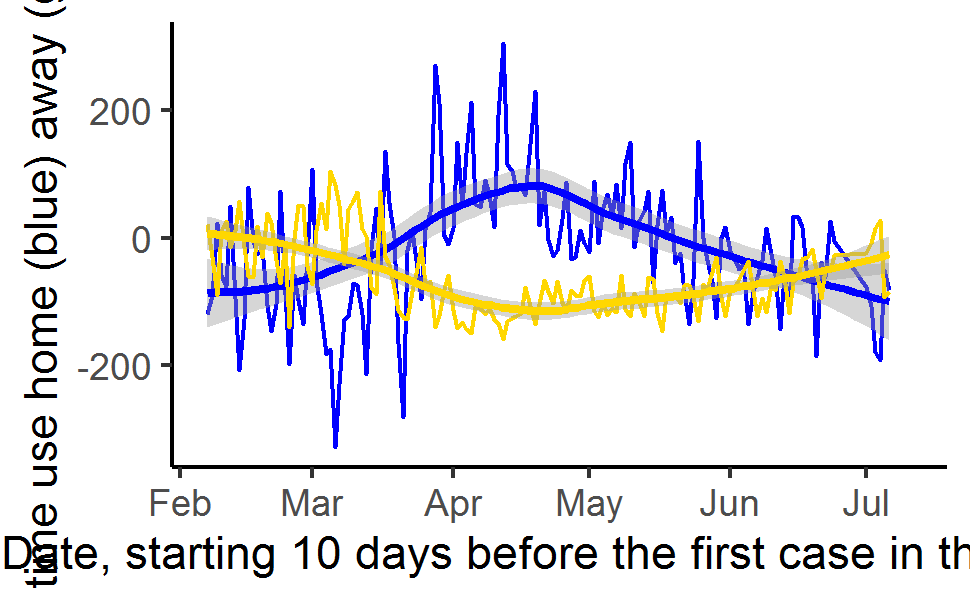 time use home (blue) away (
200
0
-200
Feb Mar Apr May Jun Jul
Date, starting 10 days before the first case in th